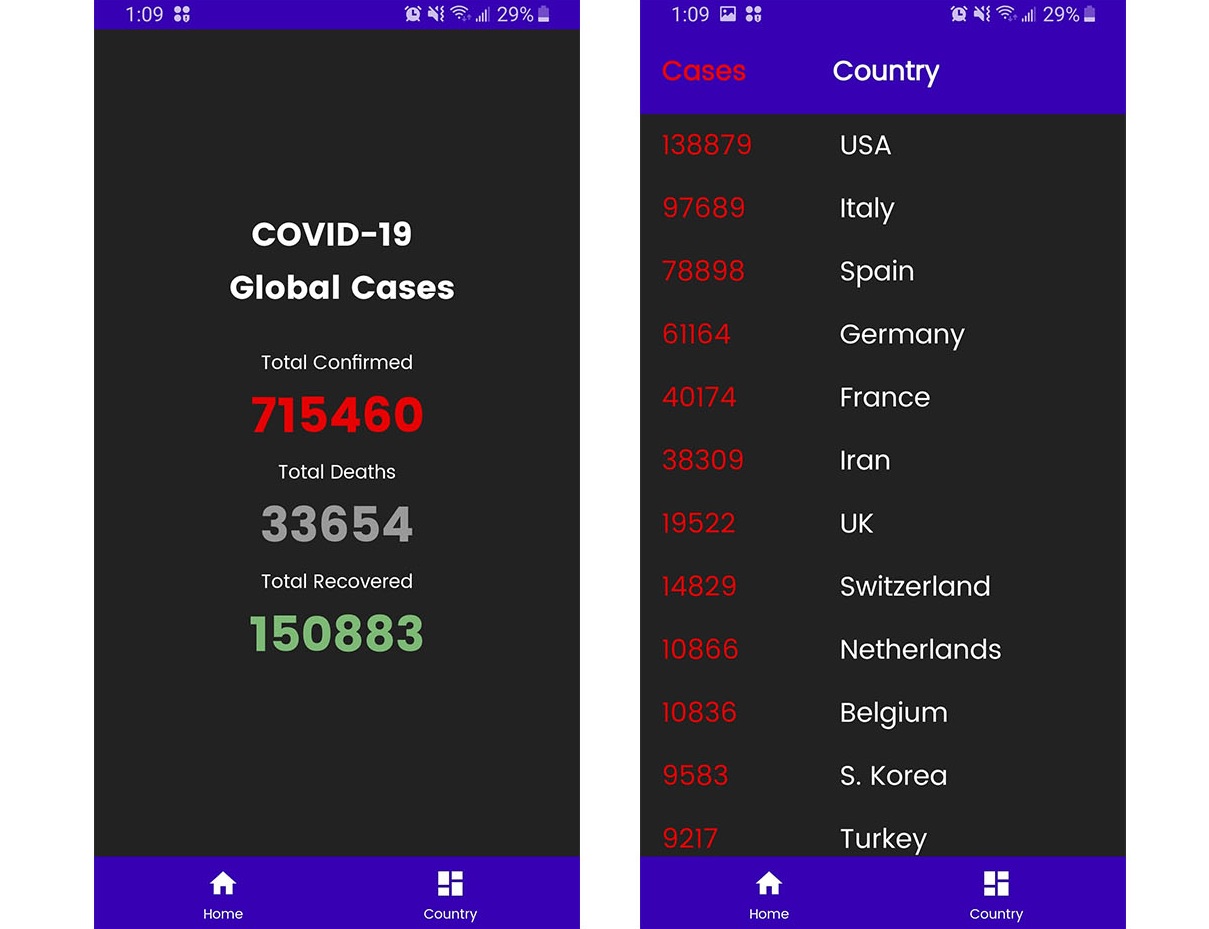 1:09 29%
COVID-19
Global Cases
Total Confirmed
715460
Total Deaths
33654
Total Recovered
150883
Home Country
1:09 29%
Cases Country
138879 USA
97689 Italy
78898 Spain
61164 Germany
40174 France
38309 Iran
19522 UK
14829 Switzerland
10866 Netherlands
10836 Belgium
9583 S. Korea
9217 Turkey
Home Country